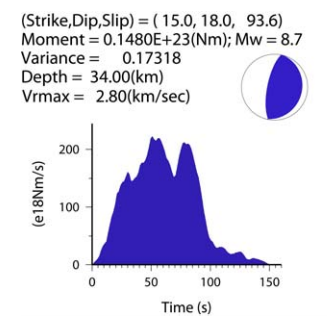 (Strike,Dip,Slip) = ( 15.0, 18.0, 93.6)
Moment = 0.1480E+23(Nm); Mw = 8.7
Variance = 0.17318
Depth = 34.00(km)
Vrmax = 2.80(km/sec)
200
100
0
(e18Nm/s)
0 50 100 150
Time (s)